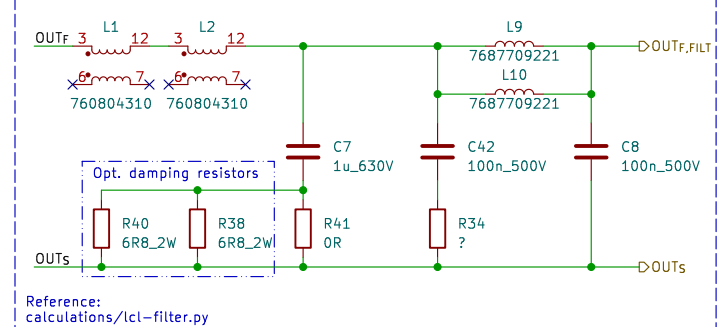 L1 L2 L9
OUTF 3 12 3 12 OUTF,FILT
7687709221
6 7 6 7 L10
760804310 760804310 7687709221
C7 C42 C8
1u_630V 100n_500V 100n_500V
Opt. damping resistors
R40 R38 R41 R34
6R8_2W 6R8_2W 0R ?
OUTS OUTS
Reference:
calculations/lcl-filter.py